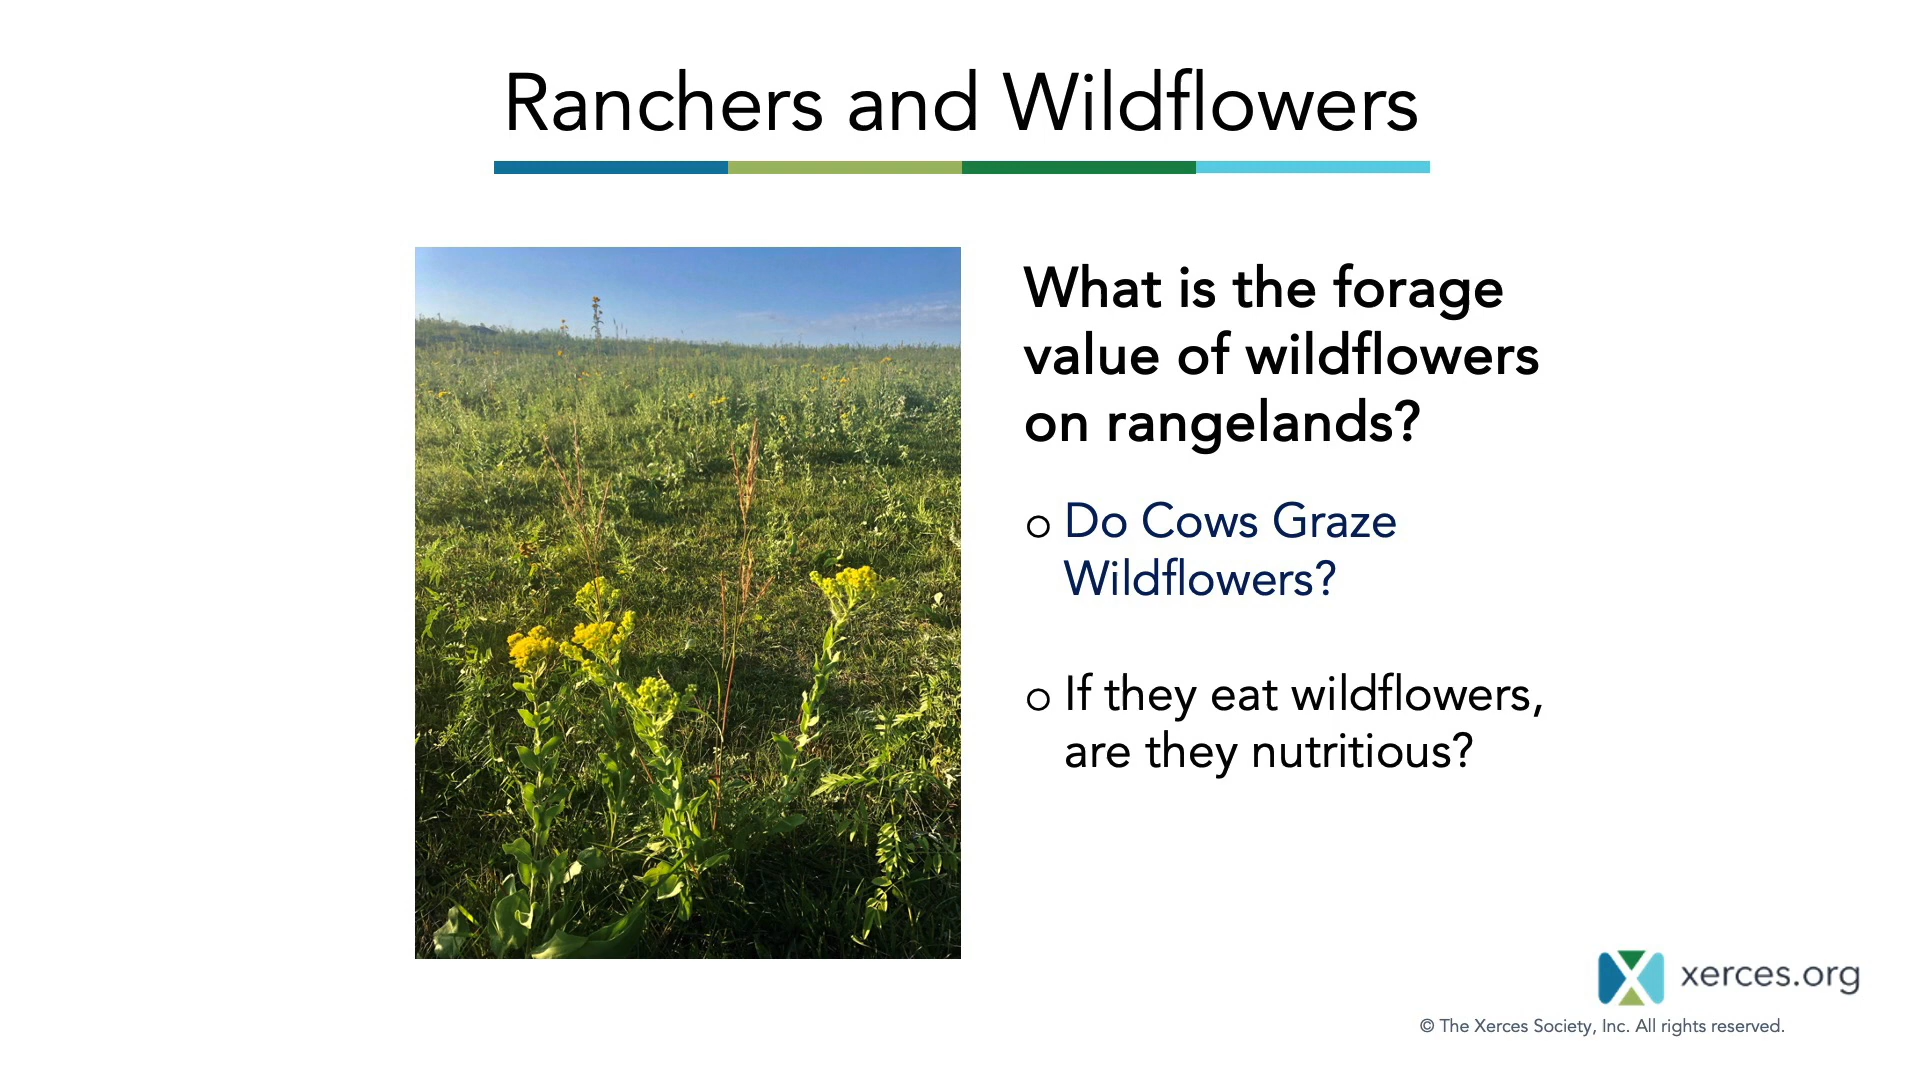 Ranchers and Wildflowers
What is the forage
value of wildflowers
on rangelands?
o Do Cows Graze
Wildflowers?
o If they eat wildflowers,
are they nutritious?
xerces.org
© The Xerces Society, Inc. All rights reserved.